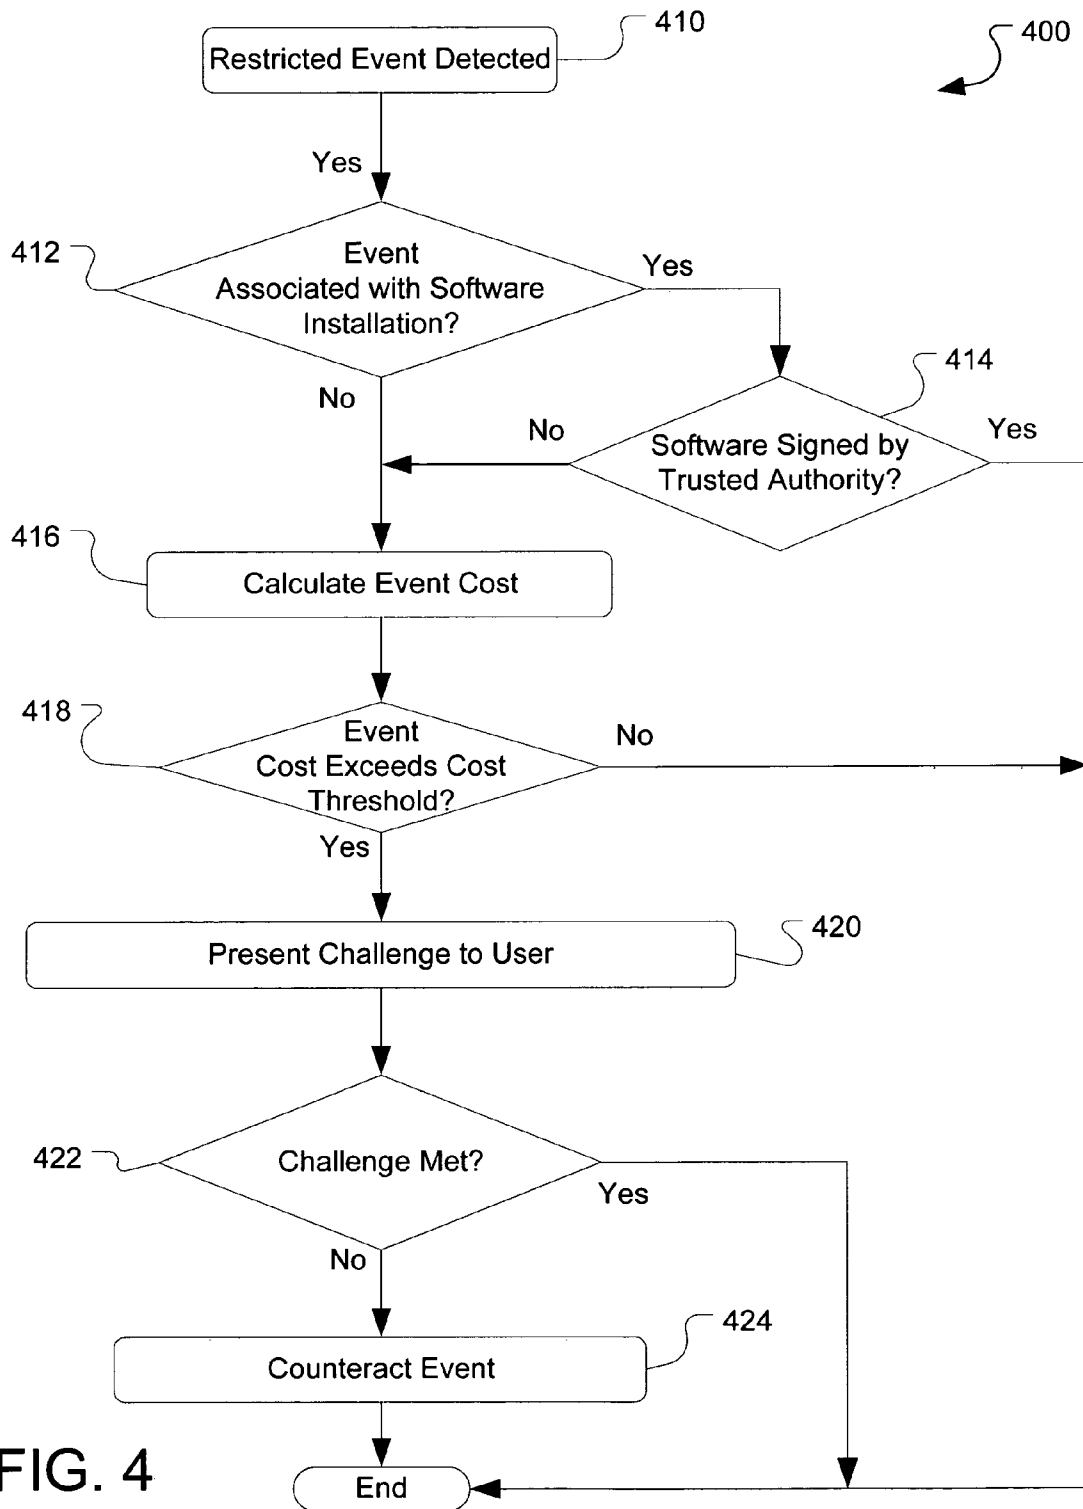 410
400
Restricted Event Detected
Yes
412
Event
Associated with Software
Installation?
Yes
414
No
No
Software Signed by
Trusted Authority?
Yes
416
Calculate Event Cost
418
Event
Cost Exceeds Cost
Threshold?
No
Yes
Present Challenge to User
420
422
Challenge Met?
Yes
No
424
Counteract Event
FIG. 4
End